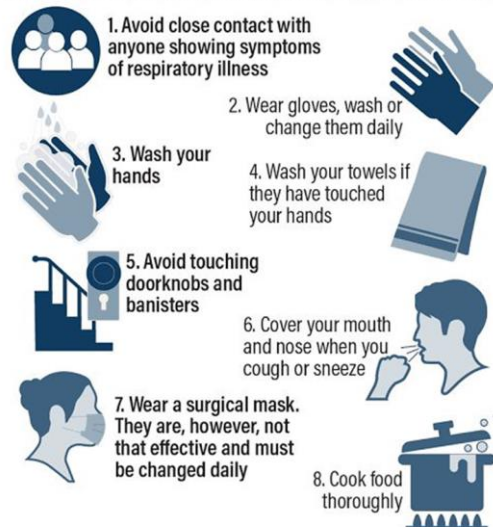 1. Avoid close contact with
anyone showing symptoms
of respiratory illness
2. Wear gloves, wash or
change them daily
3. Wash your
hands
4. Wash your towels if
they have touched
your hands
5. Avoid touching
doorknobs and
banisters
6. Cover your mouth
and nose when you
cough or sneeze
7. Wear a surgical mask.
They are, however, not
that effective and must
be changed daily
8. Cook food
thoroughly